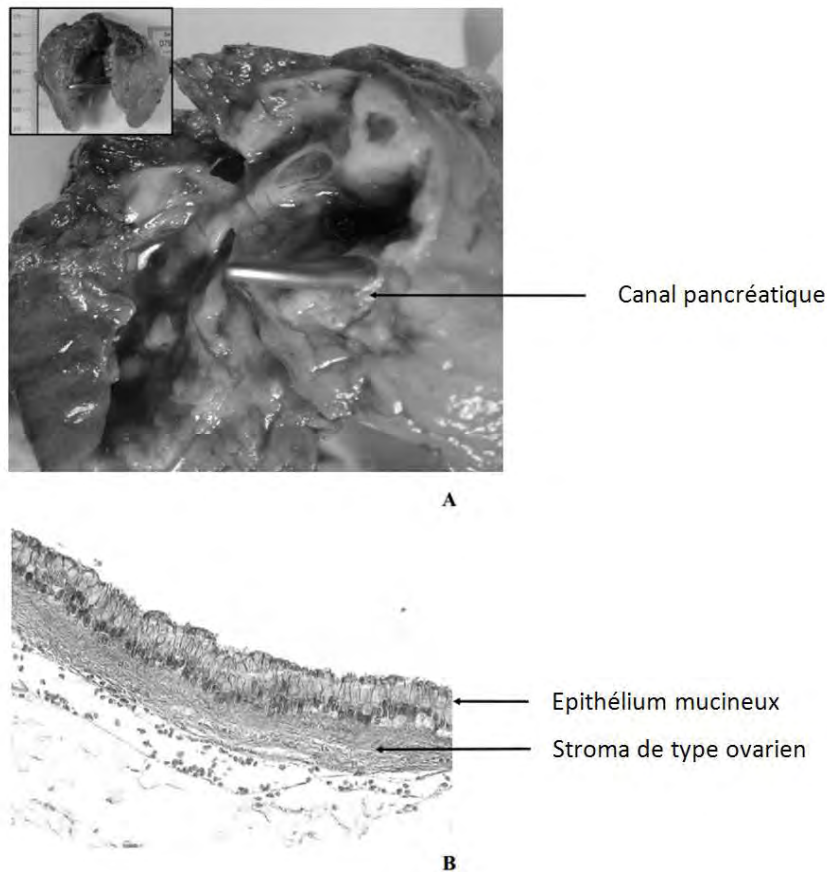 Canal pancréatique
A
Epithélium mucineux
Stroma de type ovarien
B